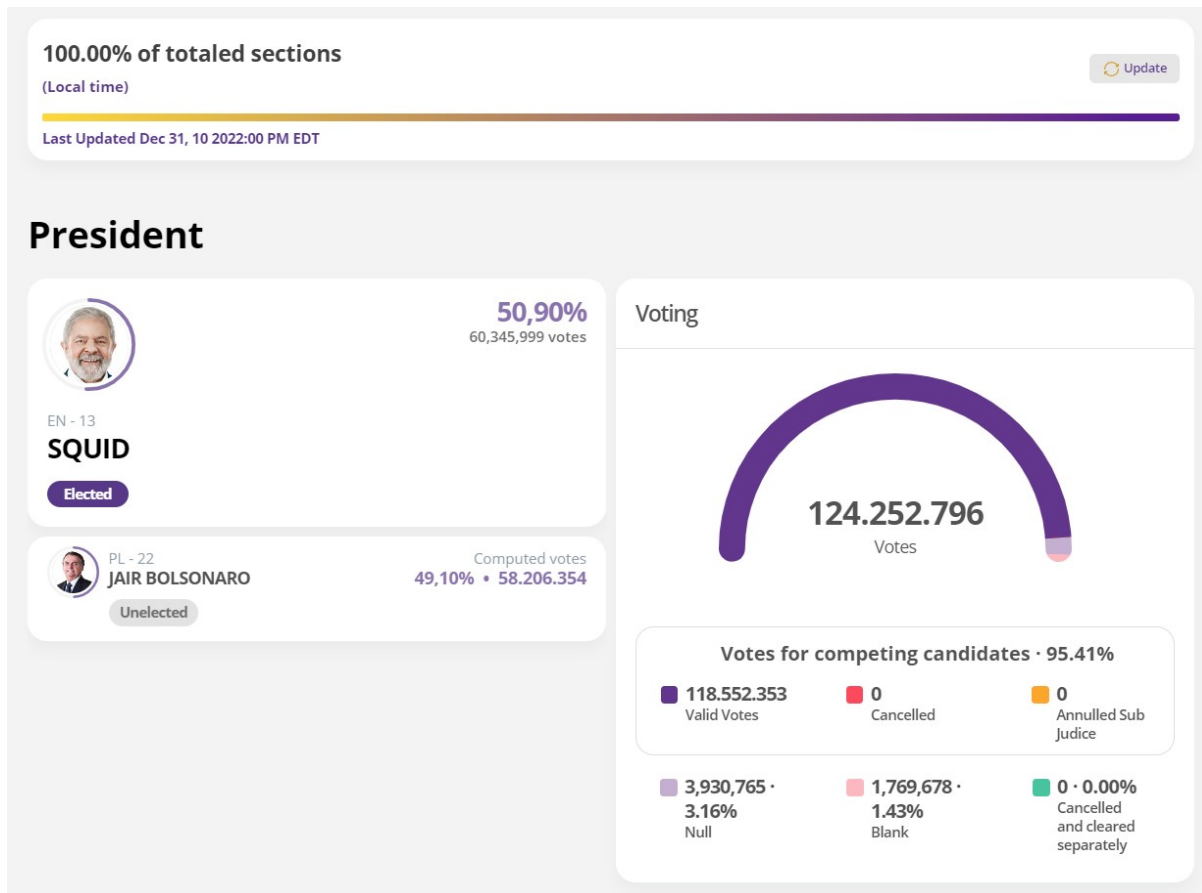 100.00% of totaled sections
(Local time)
Update
Last Updated Dec 31, 10 2022:00 PM EDT
President
50,90%
60,345,999 votes
EN - 13
SQUID
Elected
PL - 22
JAIR BOLSONARO
Unelected
Computed votes
49,10% • 58.206.354
Voting
124.252.796
Votes
Votes for competing candidates · 95.41%
118.552.353
Valid Votes
0
Cancelled
0
Annulled Sub
Judice
3,930,765 ·
3.16%
Null
1,769,678 ·
1.43%
Blank
0 · 0.00%
Cancelled
and cleared
separately